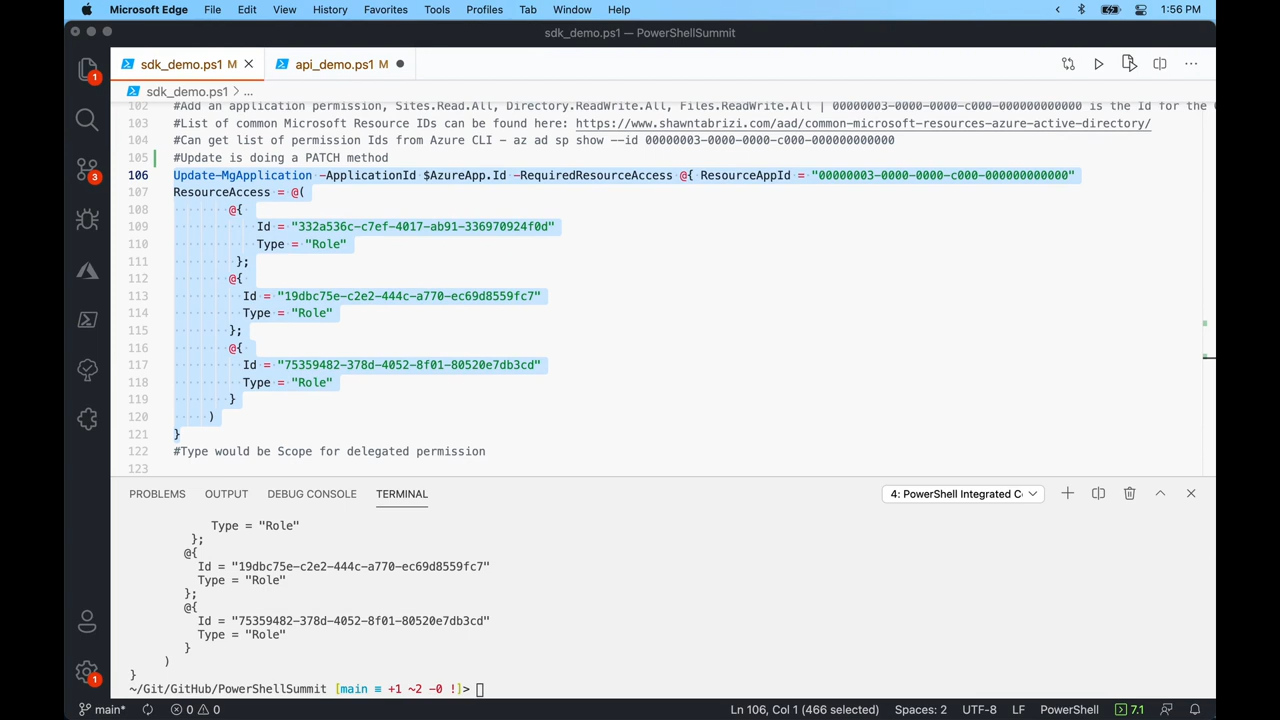 Microsoft Edge File Edit View History Favorites Tools Profiles Tab Window Help 1:56 PM
sdk_demo.ps1 — PowerShellSummit
sdk_demo.ps1 M api_demo.ps1 M
sdk_demo.ps1 > ...
102 #Add an application permission, Sites.Read.All, Directory.ReadWrite.All, Files.ReadWrite.All | 00000003-0000-0000-c000-000000000000 is the Id for the
103 #List of common Microsoft Resource IDs can be found here: https://www.shawntabrizi.com/aad/common-microsoft-resources-azure-active-directory/
104 #Can get list of permission Ids from Azure CLI - az ad sp show --id 00000003-0000-0000-c000-000000000000
105 #Update is doing a PATCH method
106 Update-MgApplication -ApplicationId $AzureApp.Id -RequiredResourceAccess @{ ResourceAppId = "00000003-0000-0000-c000-000000000000"
107 ResourceAccess = @(
108 @{
109 Id = "332a536c-c7ef-4017-ab91-336970924f0d"
110 Type = "Role"
111 };
112 @{
113 Id = "19dbc75e-c2e2-444c-a770-ec69d8559fc7"
114 Type = "Role"
115 };
116 @{
117 Id = "75359482-378d-4052-8f01-80520e7db3cd"
118 Type = "Role"
119 }
120 )
121 }
122 #Type would be Scope for delegated permission
123
1
3
1
PROBLEMS OUTPUT DEBUG CONSOLE TERMINAL 4: PowerShell Integrated C
Type = "Role"
};
@{
Id = "19dbc75e-c2e2-444c-a770-ec69d8559fc7"
Type = "Role"
};
@{
Id = "75359482-378d-4052-8f01-80520e7db3cd"
Type = "Role"
}
)
}
~/Git/GitHub/PowerShellSummit [main ≡ +1 ~2 -0 !]>
main* 0 0 Ln 106, Col 1 (466 selected) Spaces: 2 UTF-8 LF PowerShell 7.1